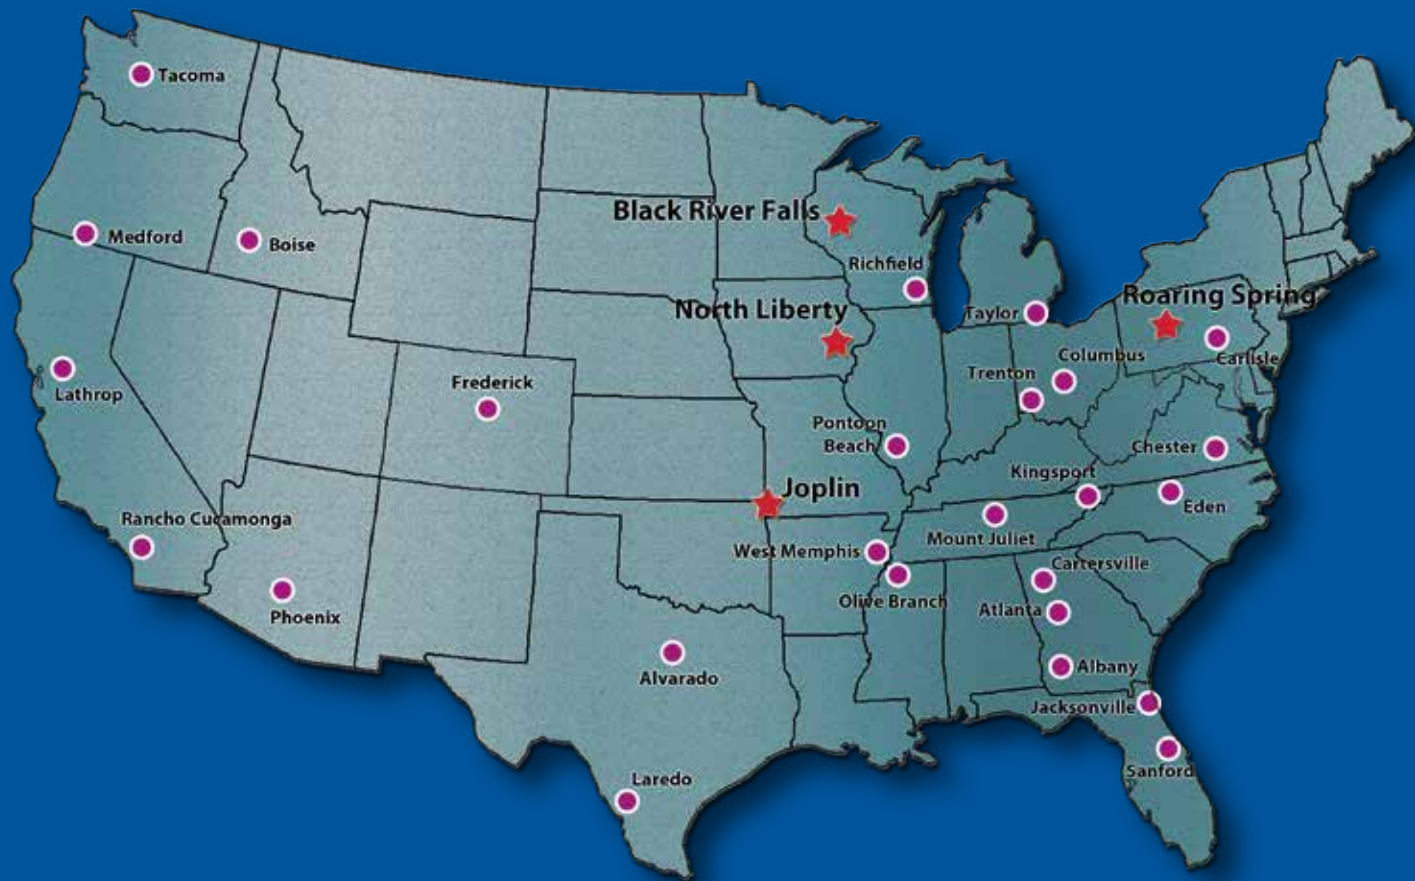 Tacoma
Black River Falls
Medford
Boise
Richfield
Roaring Spring
North Liberty
Taylor
Columbus
Carlisle
Trenton
Frederick
Lathrop
Pontoon
Beach
Chester
Kingsport
Joplin
Eden
Rancho Cucamonga
Mount Juliet
West Memphis
Cartersville
Olive Branch
Atlanta
Phoenix
Albany
Alvarado
Jacksonville
Sanford
Laredo